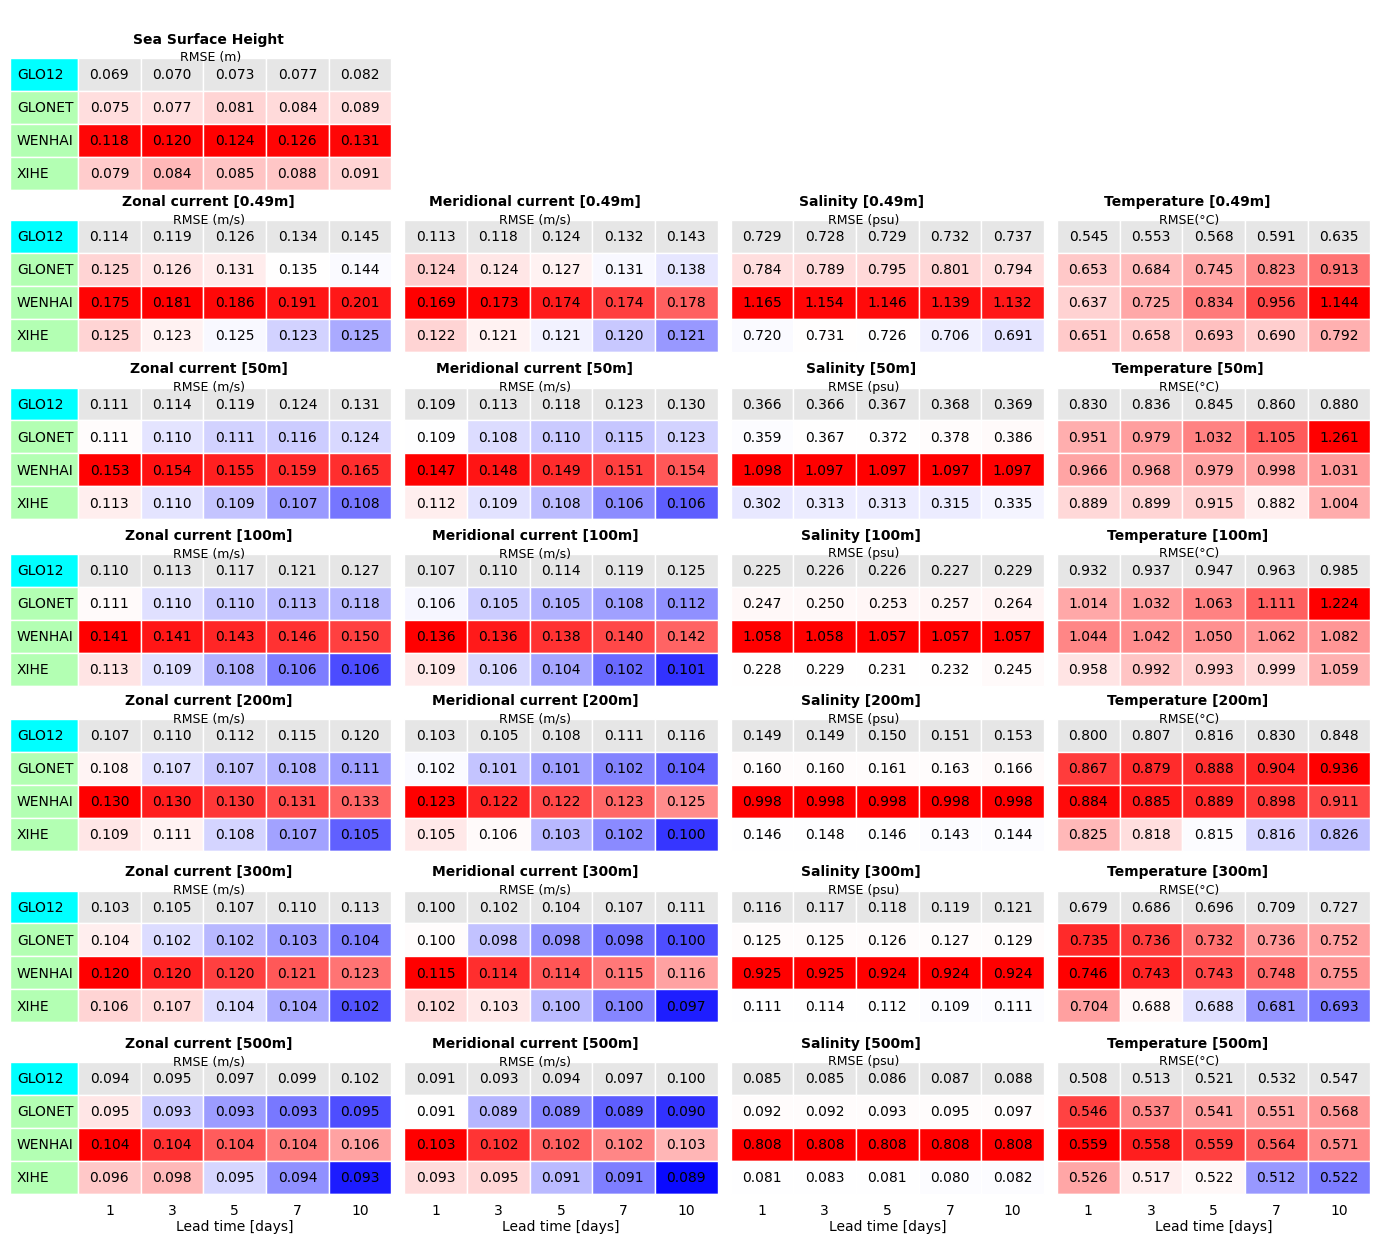 Sea Surface Height
RMSE (m)
GLO12 0.069 0.070 0.073 0.077 0.082
GLONET 0.075 0.077 0.081 0.084 0.089
WENHAI 0.118 0.120 0.124 0.126 0.131
XIHE 0.079 0.084 0.085 0.088 0.091
Zonal current [0.49m] Meridional current [0.49m] Salinity [0.49m] Temperature [0.49m]
RMSE (m/s) RMSE (m/s) RMSE (psu) RMSE(°C)
GLO12 0.114 0.119 0.126 0.134 0.145 0.113 0.118 0.124 0.132 0.143 0.729 0.728 0.729 0.732 0.737 0.545 0.553 0.568 0.591 0.635
GLONET 0.125 0.126 0.131 0.135 0.144 0.124 0.124 0.127 0.131 0.138 0.784 0.789 0.795 0.801 0.794 0.653 0.684 0.745 0.823 0.913
WENHAI 0.175 0.181 0.186 0.191 0.201 0.169 0.173 0.174 0.174 0.178 1.165 1.154 1.146 1.139 1.132 0.637 0.725 0.834 0.956 1.144
XIHE 0.125 0.123 0.125 0.123 0.125 0.122 0.121 0.121 0.120 0.121 0.720 0.731 0.726 0.706 0.691 0.651 0.658 0.693 0.690 0.792
Zonal current [50m] Meridional current [50m] Salinity [50m] Temperature [50m]
RMSE (m/s) RMSE (m/s) RMSE (psu) RMSE(°C)
GLO12 0.111 0.114 0.119 0.124 0.131 0.109 0.113 0.118 0.123 0.130 0.366 0.366 0.367 0.368 0.369 0.830 0.836 0.845 0.860 0.880
GLONET 0.111 0.110 0.111 0.116 0.124 0.109 0.108 0.110 0.115 0.123 0.359 0.367 0.372 0.378 0.386 0.951 0.979 1.032 1.105 1.261
WENHAI 0.153 0.154 0.155 0.159 0.165 0.147 0.148 0.149 0.151 0.154 1.098 1.097 1.097 1.097 1.097 0.966 0.968 0.979 0.998 1.031
XIHE 0.113 0.110 0.109 0.107 0.108 0.112 0.109 0.108 0.106 0.106 0.302 0.313 0.313 0.315 0.335 0.889 0.899 0.915 0.882 1.004
Zonal current [100m] Meridional current [100m] Salinity [100m] Temperature [100m]
RMSE (m/s) RMSE (m/s) RMSE (psu) RMSE(°C)
GLO12 0.110 0.113 0.117 0.121 0.127 0.107 0.110 0.114 0.119 0.125 0.225 0.226 0.226 0.227 0.229 0.932 0.937 0.947 0.963 0.985
GLONET 0.111 0.110 0.110 0.113 0.118 0.106 0.105 0.105 0.108 0.112 0.247 0.250 0.253 0.257 0.264 1.014 1.032 1.063 1.111 1.224
WENHAI 0.141 0.141 0.143 0.146 0.150 0.136 0.136 0.138 0.140 0.142 1.058 1.058 1.057 1.057 1.057 1.044 1.042 1.050 1.062 1.082
XIHE 0.113 0.109 0.108 0.106 0.106 0.109 0.106 0.104 0.102 0.101 0.228 0.229 0.231 0.232 0.245 0.958 0.992 0.993 0.999 1.059
Zonal current [200m] Meridional current [200m] Salinity [200m] Temperature [200m]
RMSE (m/s) RMSE (m/s) RMSE (psu) RMSE(°C)
GLO12 0.107 0.110 0.112 0.115 0.120 0.103 0.105 0.108 0.111 0.116 0.149 0.149 0.150 0.151 0.153 0.800 0.807 0.816 0.830 0.848
GLONET 0.108 0.107 0.107 0.108 0.111 0.102 0.101 0.101 0.102 0.104 0.160 0.160 0.161 0.163 0.166 0.867 0.879 0.888 0.904 0.936
WENHAI 0.130 0.130 0.130 0.131 0.133 0.123 0.122 0.122 0.123 0.125 0.998 0.998 0.998 0.998 0.998 0.884 0.885 0.889 0.898 0.911
XIHE 0.109 0.111 0.108 0.107 0.105 0.105 0.106 0.103 0.102 0.100 0.146 0.148 0.146 0.143 0.144 0.825 0.818 0.815 0.816 0.826
Zonal current [300m] Meridional current [300m] Salinity [300m] Temperature [300m]
RMSE (m/s) RMSE (m/s) RMSE (psu) RMSE(°C)
GLO12 0.103 0.105 0.107 0.110 0.113 0.100 0.102 0.104 0.107 0.111 0.116 0.117 0.118 0.119 0.121 0.679 0.686 0.696 0.709 0.727
GLONET 0.104 0.102 0.102 0.103 0.104 0.100 0.098 0.098 0.098 0.100 0.125 0.125 0.126 0.127 0.129 0.735 0.736 0.732 0.736 0.752
WENHAI 0.120 0.120 0.120 0.121 0.123 0.115 0.114 0.114 0.115 0.116 0.925 0.925 0.924 0.924 0.924 0.746 0.743 0.743 0.748 0.755
XIHE 0.106 0.107 0.104 0.104 0.102 0.102 0.103 0.100 0.100 0.097 0.111 0.114 0.112 0.109 0.111 0.704 0.688 0.688 0.681 0.693
Zonal current [500m] Meridional current [500m] Salinity [500m] Temperature [500m]
RMSE (m/s) RMSE (m/s) RMSE (psu) RMSE(°C)
GLO12 0.094 0.095 0.097 0.099 0.102 0.091 0.093 0.094 0.097 0.100 0.085 0.085 0.086 0.087 0.088 0.508 0.513 0.521 0.532 0.547
GLONET 0.095 0.093 0.093 0.093 0.095 0.091 0.089 0.089 0.089 0.090 0.092 0.092 0.093 0.095 0.097 0.546 0.537 0.541 0.551 0.568
WENHAI 0.104 0.104 0.104 0.104 0.106 0.103 0.102 0.102 0.102 0.103 0.808 0.808 0.808 0.808 0.808 0.559 0.558 0.559 0.564 0.571
XIHE 0.096 0.098 0.095 0.094 0.093 0.093 0.095 0.091 0.091 0.089 0.081 0.083 0.081 0.080 0.082 0.526 0.517 0.522 0.512 0.522
1 3 5 7 10 1 3 5 7 10 1 3 5 7 10 1 3 5 7 10
Lead time [days] Lead time [days] Lead time [days] Lead time [days]